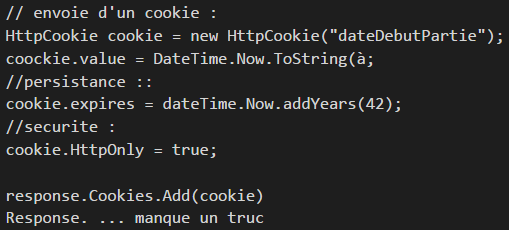 // envoie d'un cookie :
HttpCookie cookie = new HttpCookie("dateDebutPartie");
coockie.value = DateTime.Now.ToString(à;
//persistance ::
cookie.expires = dateTime.Now.addYears(42);
//securite :
cookie.HttpOnly = true;
response.Cookies.Add(cookie)
Response. ... manque un truc